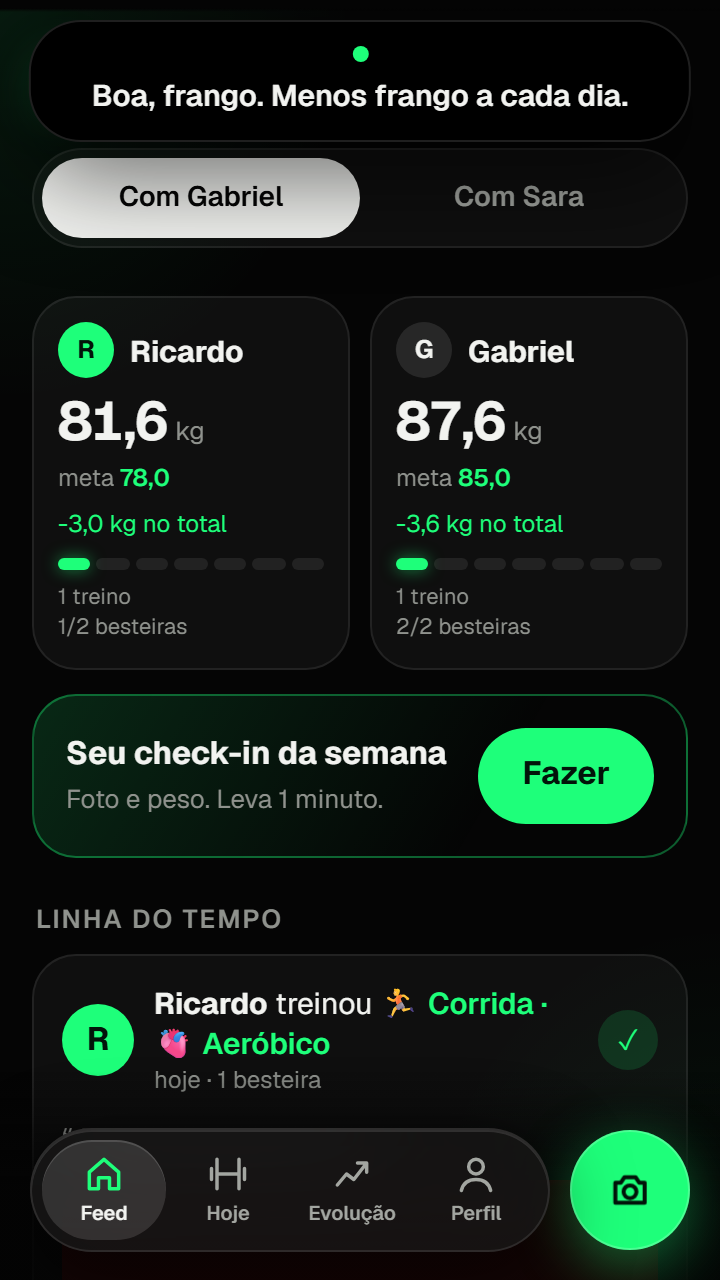 Boa, frango. Menos frango a cada dia.
Com Gabriel
Com Sara
R
Ricardo
81,6 kg
meta 78,0
-3,0 kg no total
1 treino
1/2 besteiras
G
Gabriel
87,6 kg
meta 85,0
-3,6 kg no total
1 treino
2/2 besteiras
Seu check-in da semana
Foto e peso. Leva 1 minuto.
Fazer
LINHA DO TEMPO
R
Ricardo treinou 🏃 Corrida ·
🫀 Aeróbico
hoje · 1 besteira
Feed
Hoje
Evolução
Perfil